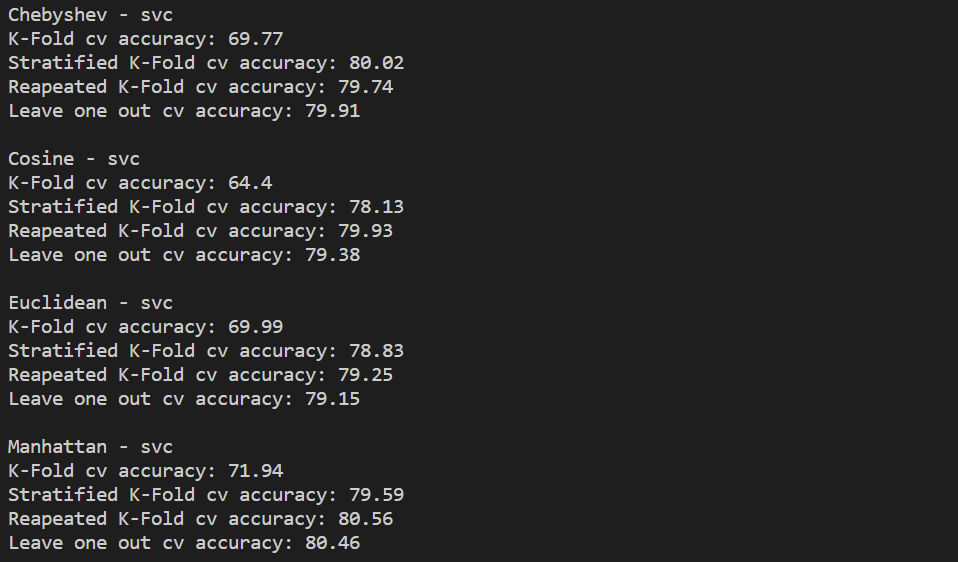 Chebyshev - svc
K-Fold cv accuracy: 69.77
Stratified K-Fold cv accuracy: 80.02
Reapeated K-Fold cv accuracy: 79.74
Leave one out cv accuracy: 79.91
Cosine - svc
K-Fold cv accuracy: 64.4
Stratified K-Fold cv accuracy: 78.13
Reapeated K-Fold cv accuracy: 79.93
Leave one out cv accuracy: 79.38
Euclidean - svc
K-Fold cv accuracy: 69.99
Stratified K-Fold cv accuracy: 78.83
Reapeated K-Fold cv accuracy: 79.25
Leave one out cv accuracy: 79.15
Manhattan - svc
K-Fold cv accuracy: 71.94
Stratified K-Fold cv accuracy: 79.59
Reapeated K-Fold cv accuracy: 80.56
Leave one out cv accuracy: 80.46